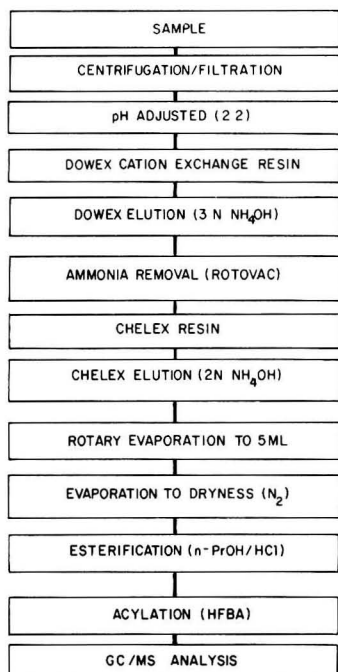 SAMPLE
CENTRIFUGATION/FILTRATION
pH ADJUSTED (2 2)
DOWEX CATION EXCHANGE RESIN
DOWEX ELUTION (3 N NH4OH)
AMMONIA REMOVAL (ROTOVAC)
CHELEX RESIN
CHELEX ELUTION (2N NH4OH)
ROTARY EVAPORATION TO 5ML
EVAPORATION TO DRYNESS (N2)
ESTERIFICATION (n-PrOH/HCl)
ACYLATION (HFBA)
GC/MS ANALYSIS